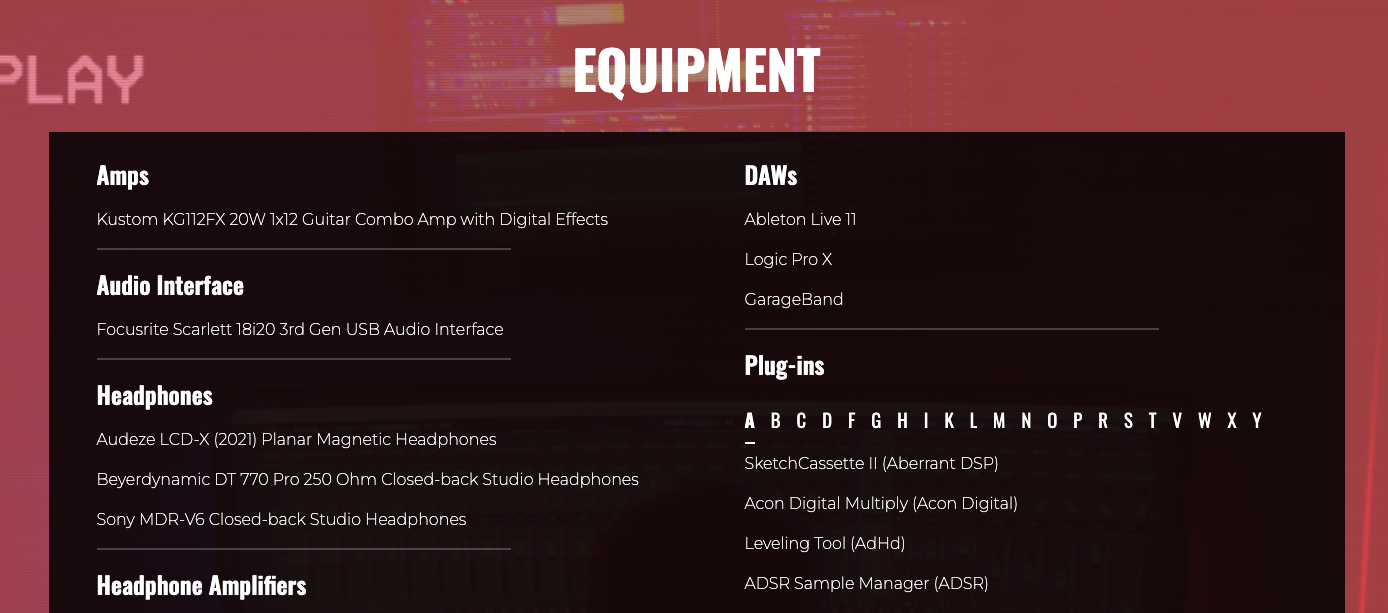 PLAY
EQUIPMENT
Amps
Kustom KG112FX 20W 1x12 Guitar Combo Amp with Digital Effects
Audio Interface
Focusrite Scarlett 18i20 3rd Gen USB Audio Interface
Headphones
Audeze LCD-X (2021) Planar Magnetic Headphones
Beyerdynamic DT 770 Pro 250 Ohm Closed-back Studio Headphones
Sony MDR-V6 Closed-back Studio Headphones
Headphone Amplifiers
DAWs
Ableton Live 11
Logic Pro X
GarageBand
Plug-ins
A B C D F G H I K L M N O P R S T V W X Y
SketchCassette II (Aberrant DSP)
Acon Digital Multiply (Acon Digital)
Leveling Tool (AdHd)
ADSR Sample Manager (ADSR)